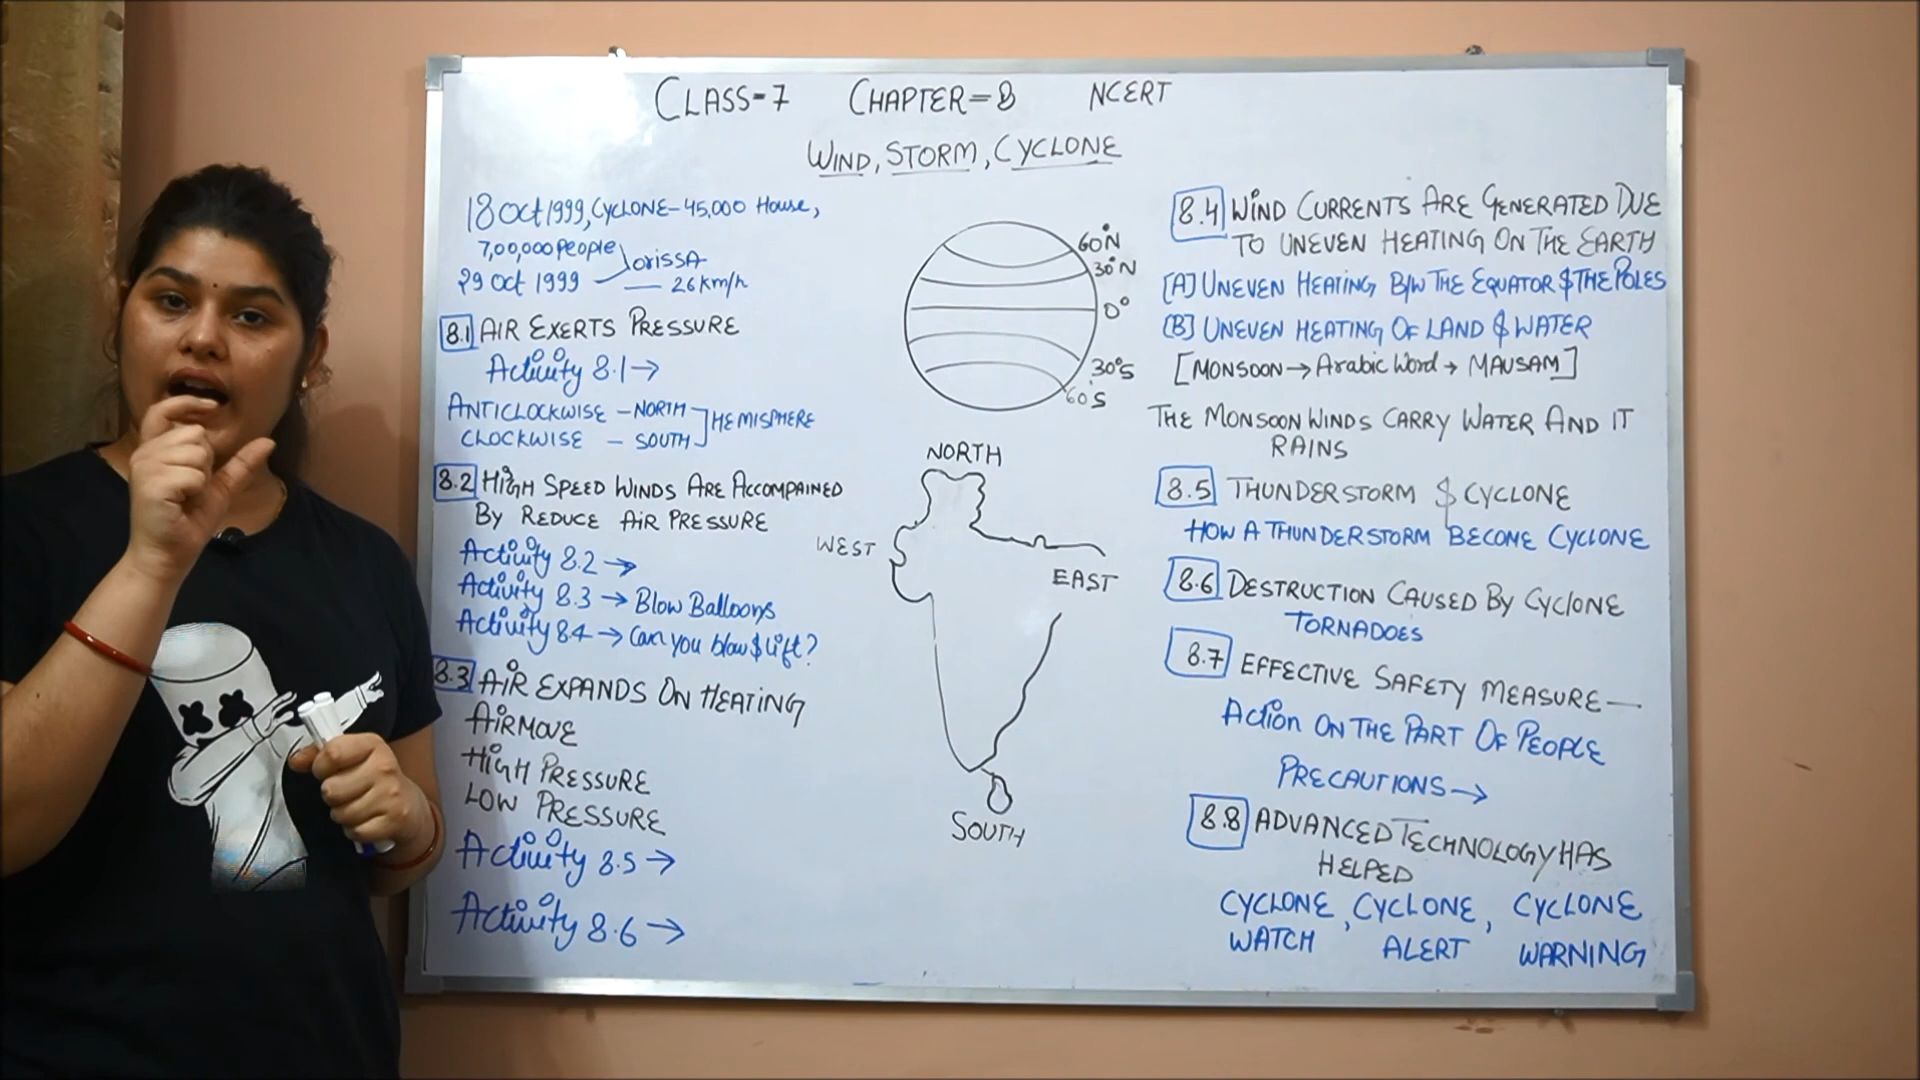 CLASS-7 CHAPTER-8 NCERT
WIND, STORM, CYCLONE
18 Oct 1999, CYCLONE-45,000 House,
7,00,000 People
ORISSA
29 Oct 1999 — 26 km/h
8.1 AIR EXERTS PRESSURE
Activity 8.1→
ANTICLOCKWISE - NORTH
CLOCKWISE - SOUTH
HEMISPHERE
8.2 HIGH SPEED WINDS ARE ACCOMPAINED
BY REDUCE AIR PRESSURE
Activity 8.2→
Activity 8.3→ Blow Balloons
Activity 8.4→ Can you blow & lift?
8.3 AIR EXPANDS ON HEATING
AIR MOVE
HIGH PRESSURE
LOW PRESSURE
Activity 8.5→
Activity 8.6→
60°N
30°N
0°
30°S
60°S
NORTH
WEST
EAST
SOUTH
8.4 WIND CURRENTS ARE GENERATED DUE
TO UNEVEN HEATING ON THE EARTH
[A] UNEVEN HEATING B/W THE EQUATOR & THE POLES
[B] UNEVEN HEATING OF LAND & WATER
[MONSOON→Arabic Word→ MAUSAM]
THE MONSOON WINDS CARRY WATER AND IT
RAINS
8.5 THUNDERSTORM & CYCLONE
HOW A THUNDERSTORM BECOME CYCLONE
8.6 DESTRUCTION CAUSED BY CYCLONE
TORNADOES
8.7 EFFECTIVE SAFETY MEASURE—
ACTION ON THE PART OF PEOPLE
PRECAUTIONS→
8.8 ADVANCED TECHNOLOGY HAS
HELPED
CYCLONE WATCH, CYCLONE ALERT, CYCLONE WARNING